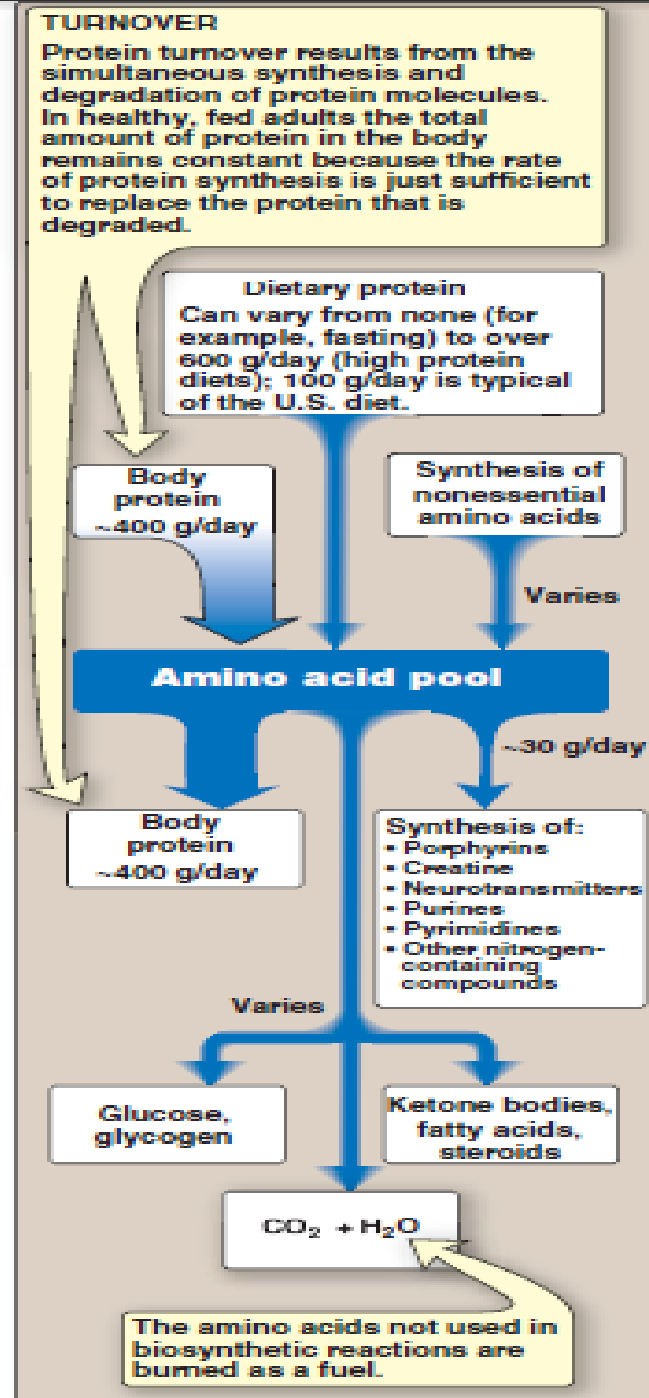 TURNOVER
Protein turnover results from the
simultaneous synthesis and
degradation of protein molecules.
In healthy, fed adults the total
amount of protein in the body
remains constant because the rate
of protein synthesis is just sufficient
to replace the protein that is
degraded.
Dietary protein
Can vary from none (for
example, fasting) to over
600 g/day (high protein
diets); 100 g/day is typical
of the U.S. diet.
Body
protein
~400 g/day
Synthesis of
nonessential
amino acids
Varies
Amino acid pool
~30 g/day
Body
protein
~400 g/day
Synthesis of:
• Porphyrins
• Creatine
• Neurotransmitters
• Purines
• Pyrimidines
• Other nitrogen-
containing
compounds
Varies
Glucose,
glycogen
Ketone bodies,
fatty acids,
steroids
CO₂ + H₂O
The amino acids not used in
biosynthetic reactions are
burned as a fuel.